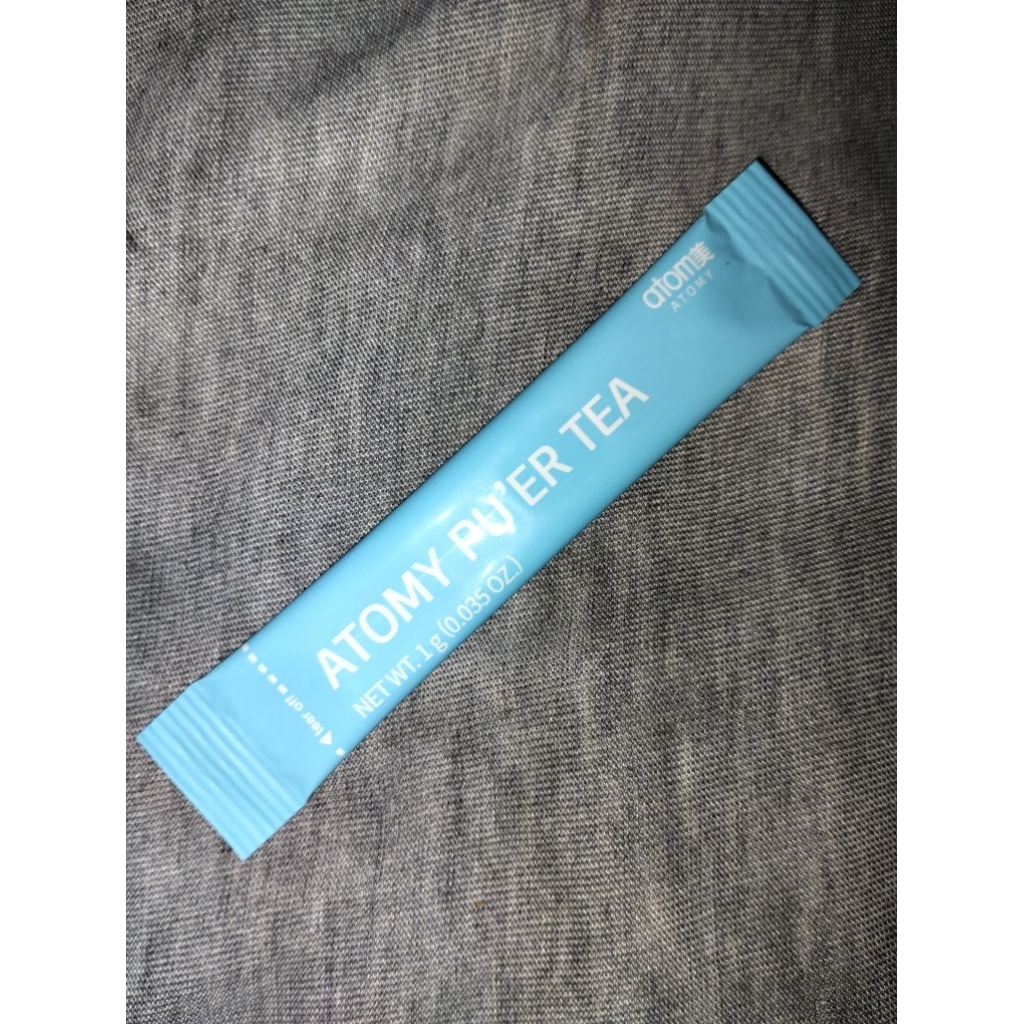 atom美
ATOMY
ATOMY PU'ER TEA
NET WT. 1 g (0.035 OZ.)
tear off